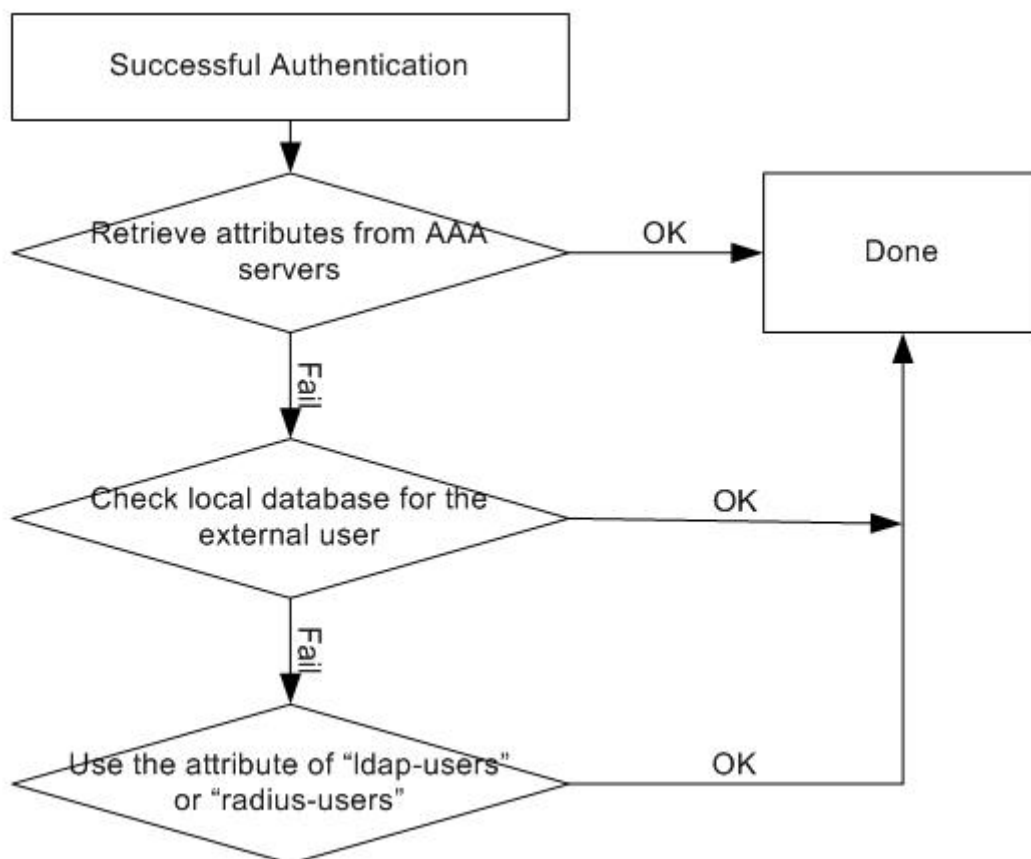 Successful Authentication
Retrieve attributes from AAA
servers
OK
Done
Fail
Check local database for the
external user
OK
Fail
Use the attribute of “ldap-users”
or “radius-users”
OK